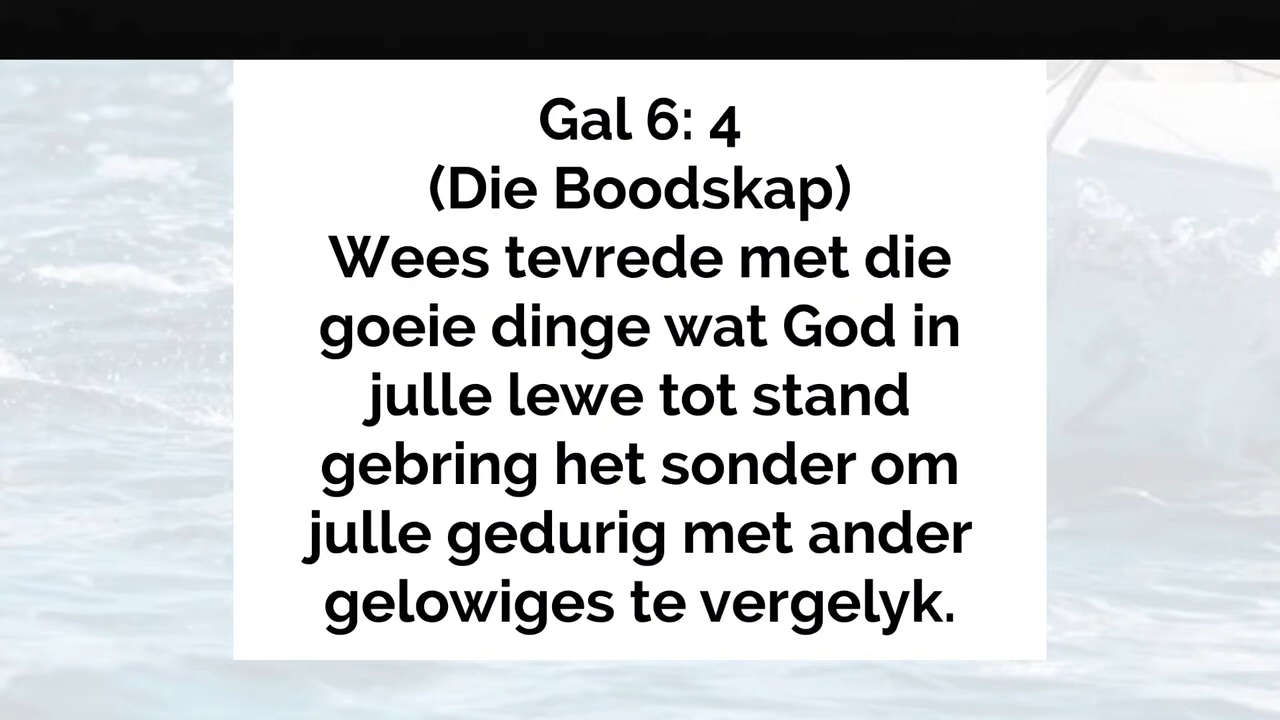 Gal 6: 4
(Die Boodskap)
Wees tevrede met die
goeie dinge wat God in
julle lewe tot stand
gebring het sonder om
julle gedurig met ander
gelowiges te vergelyk.